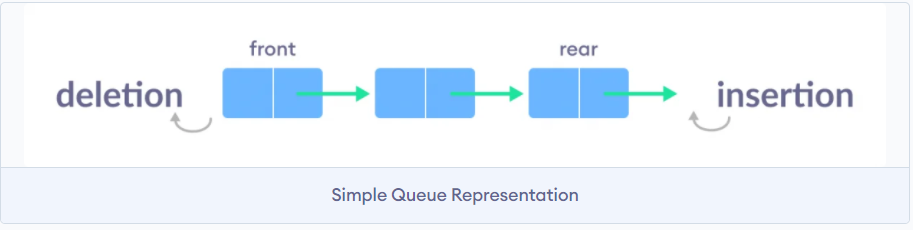 front rear
deletion insertion
Simple Queue Representation